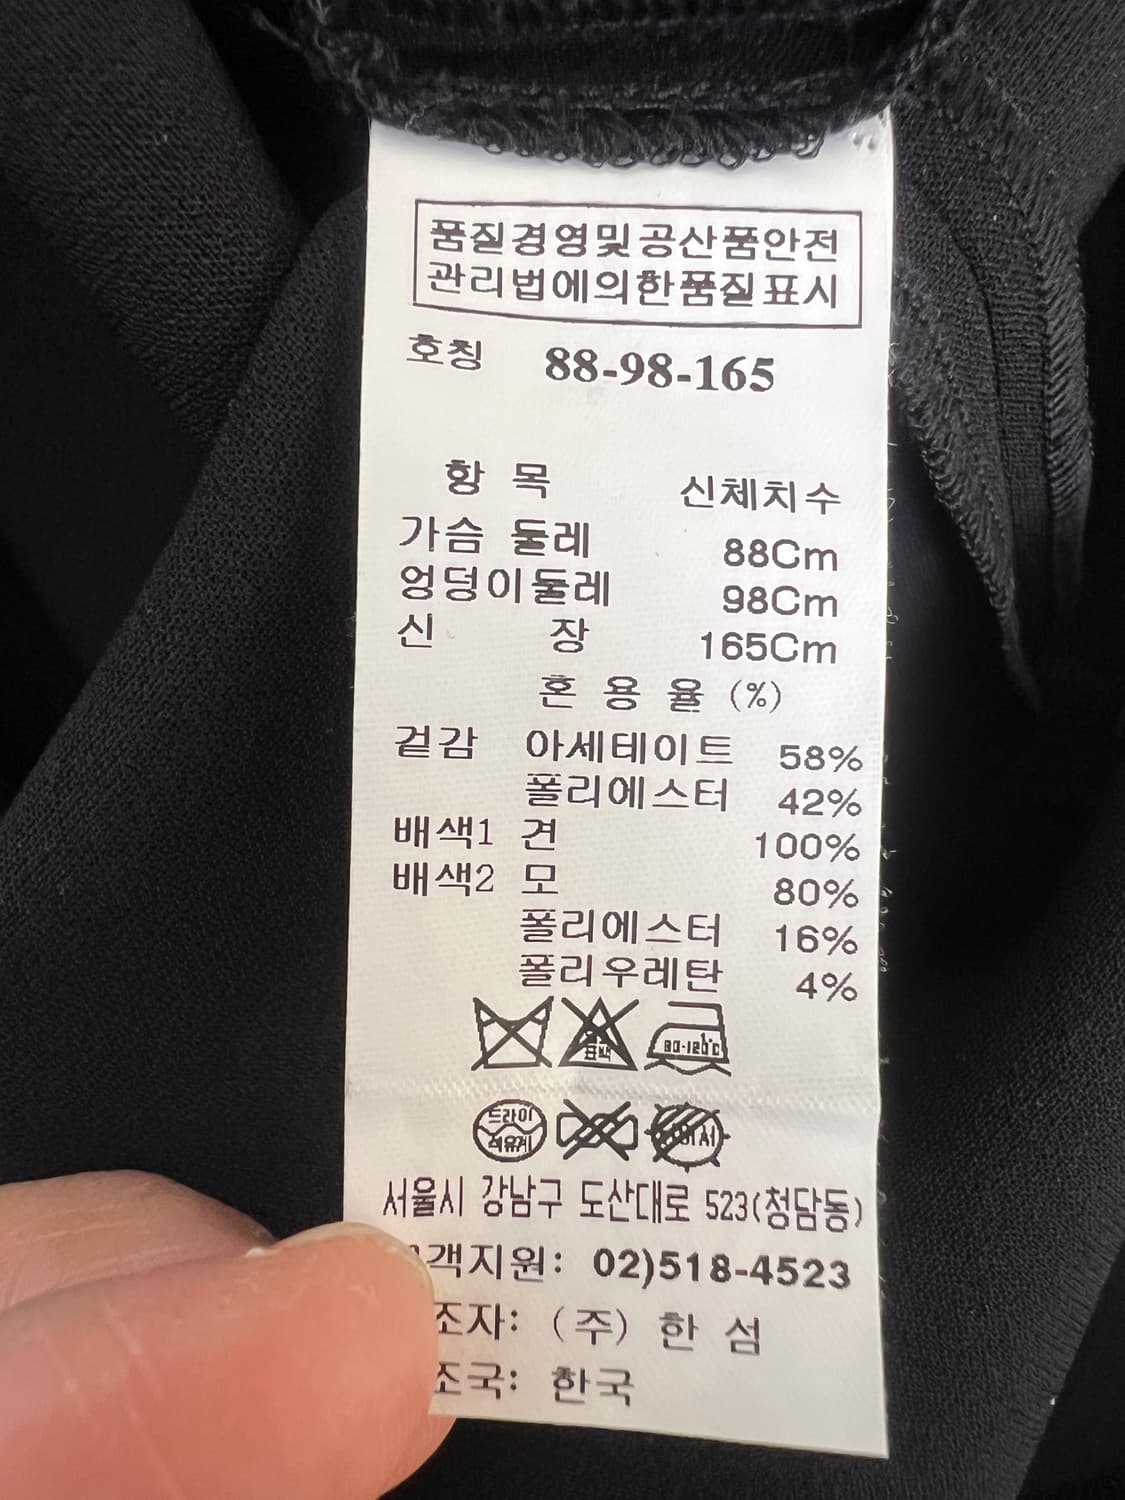 품질경영및공산품안전
관리법에의한품질표시
호칭 88-98-165
항 목 신체치수
가슴 둘레 88Cm
엉덩이둘레 98Cm
신 장 165Cm
혼 용 율 (%)
겉감 아세테이트 58%
폴리에스터 42%
배색1 견 100%
배색2 모 80%
폴리에스터 16%
폴리우레탄 4%
표백 80-120°C
드라이
석유계
서울시 강남구 도산대로 523(청담동)
객지원: 02)518-4523
조자: (주) 한 섬
조국: 한국